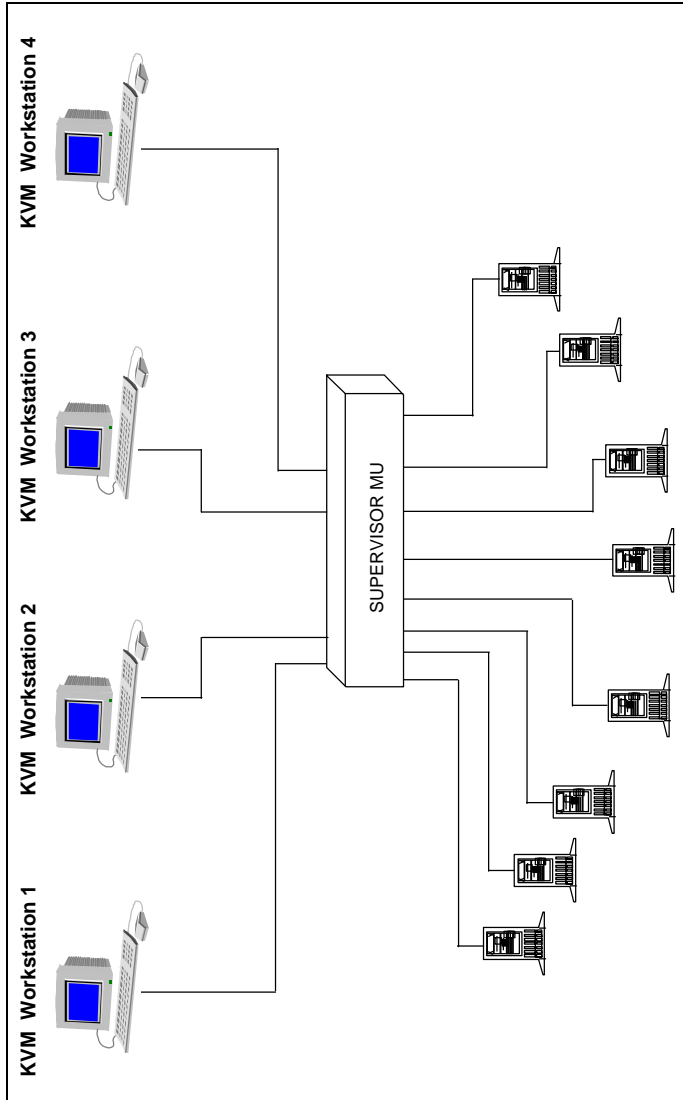 KVM Workstation 1
KVM Workstation 2
KVM Workstation 3
KVM Workstation 4
SUPERVISOR MU